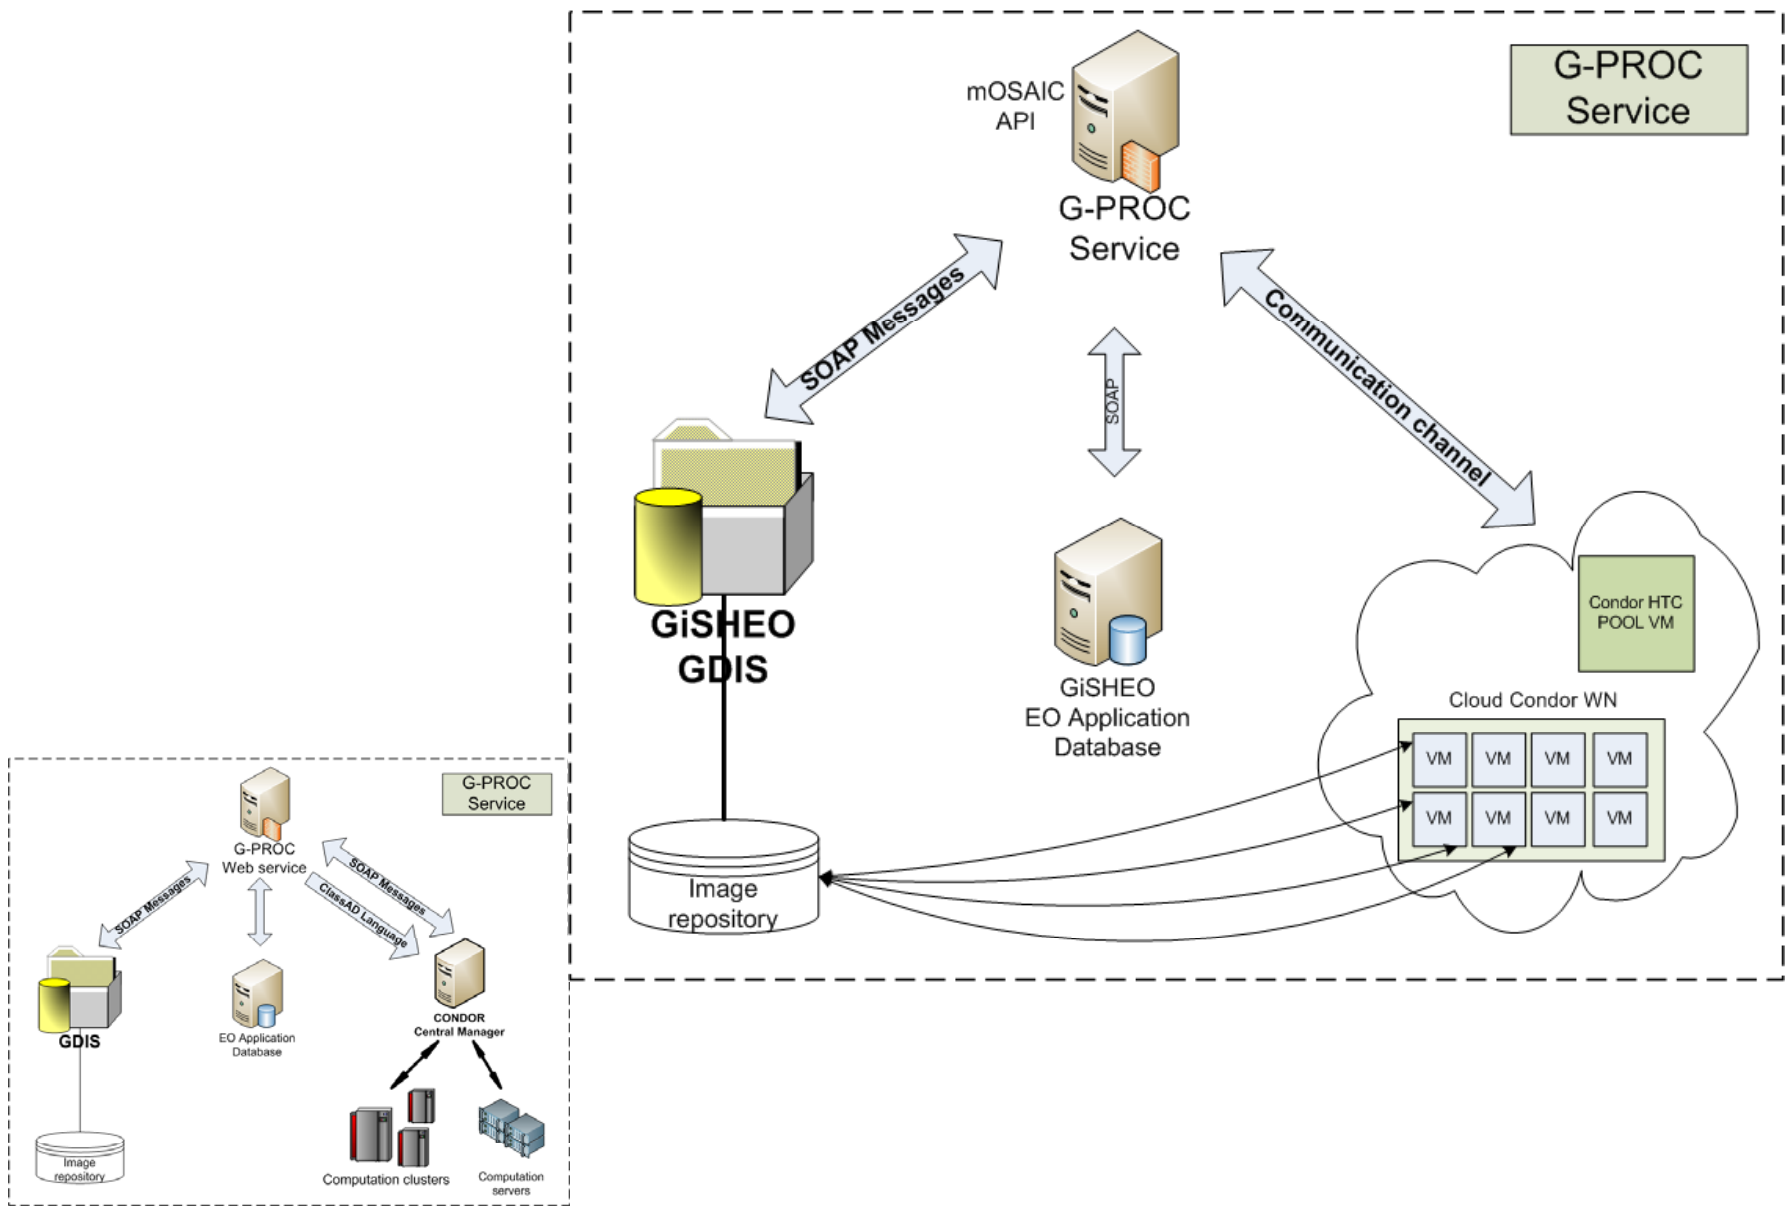 G-PROC
Service
mOSAIC
API
G-PROC
Service
SOAP Messages
SOAP
Communication channel
GiSHEO
GDIS
GiSHEO
EO Application
Database
Condor HTC
POOL VM
Cloud Condor WN
VM VM VM VM
VM VM VM VM
Image
repository
G-PROC
Service
G-PROC
Web service
SOAP Messages
SOAP Messages
ClassAD Language
GDIS
EO Application
Database
CONDOR
Central Manager
Image
repository
Computation clusters
Computation
servers